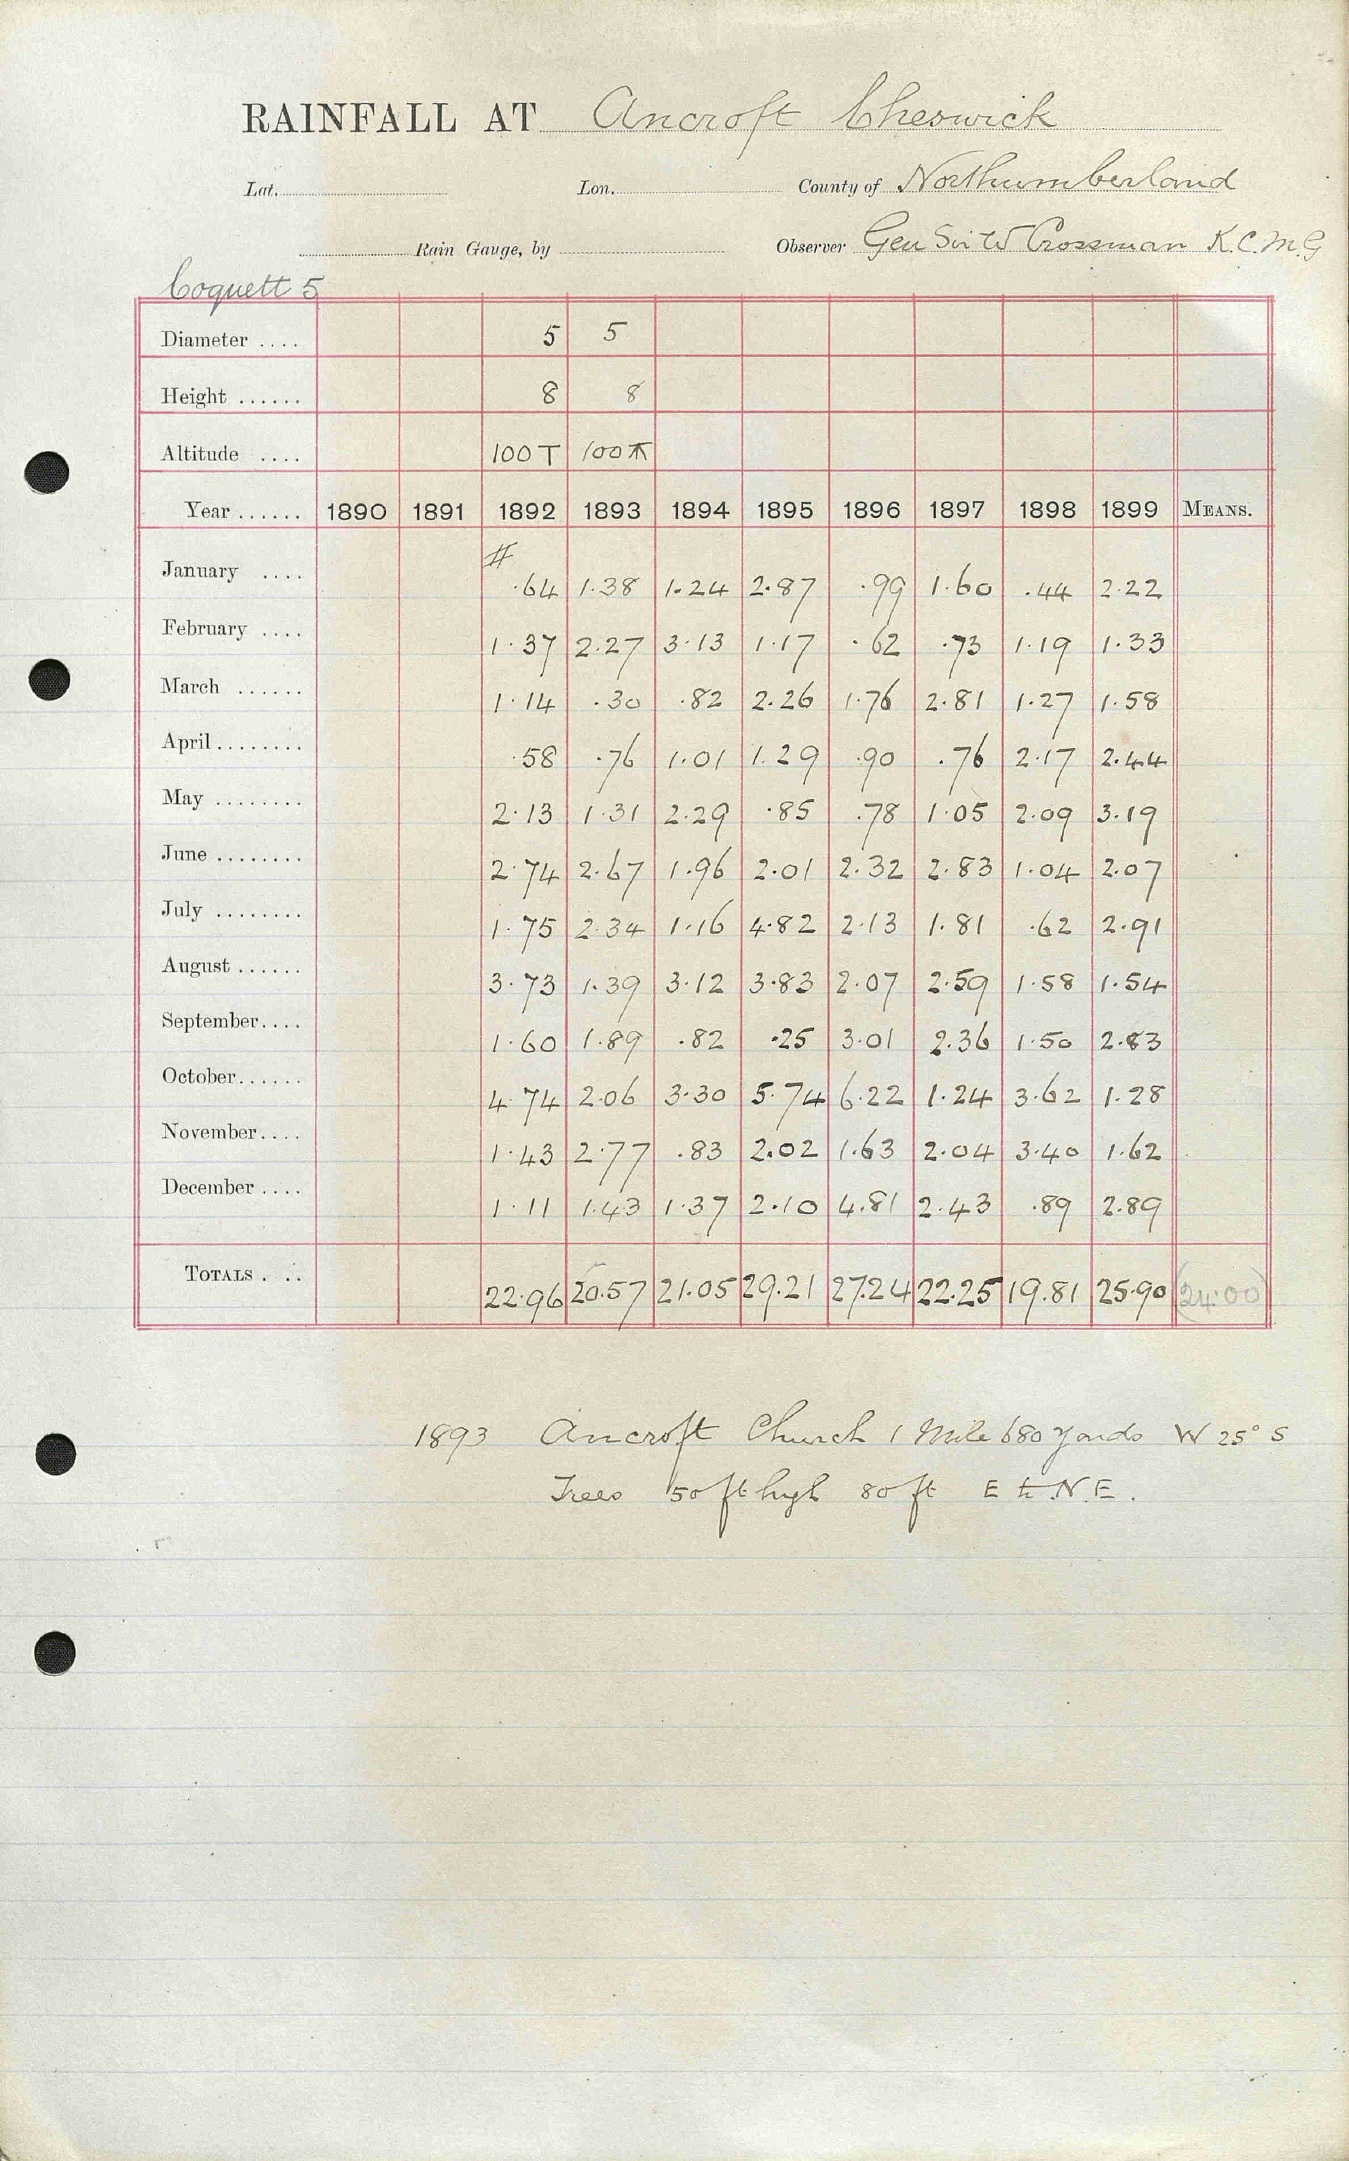 RAINFALL AT Ancroft Cheswick
Lat. Lon. County of Northumberland
Rain Gauge, by Observer Gen Sir W Crossman K.C.M.G
Coquett 5
Diameter .... 5 5
Height ...... 8 8
Altitude .... 100 T 100
Year ...... 1890 1891 1892 1893 1894 1895 1896 1897 1898 1899 MEANS.
#
January .... .64 1.38 1.24 2.87 .99 1.60 .44 2.22
February .... 1.37 2.27 3.13 1.17 .62 .73 1.19 1.33
March ...... 1.14 .30 .82 2.26 1.76 2.81 1.27 1.58
April ........ .58 .76 1.01 1.29 .90 .76 2.17 2.44
May ........ 2.13 1.31 2.29 .85 .78 1.05 2.09 3.19
June ........ 2.74 2.67 1.96 2.01 2.32 2.83 1.04 2.07
July ........ 1.75 2.34 1.16 4.82 2.13 1.81 .62 2.91
August ...... 3.73 1.39 3.12 3.83 2.07 2.59 1.58 1.54
September .... 1.60 1.89 .82 .25 3.01 2.36 1.50 2.83
October ...... 4.74 2.06 3.30 5.74 6.22 1.24 3.62 1.28
November .... 1.43 2.77 .83 2.02 1.63 2.04 3.40 1.62
December .... 1.11 1.43 1.37 2.10 4.81 2.43 .89 2.89
TOTALS . .. 22.96 20.57 21.05 29.21 27.24 22.25 19.81 25.90 (24.00)
1893 Ancroft Church 1 Mile 680 Yards W 25° S
Trees 50 ft high 80 ft E to N.E.